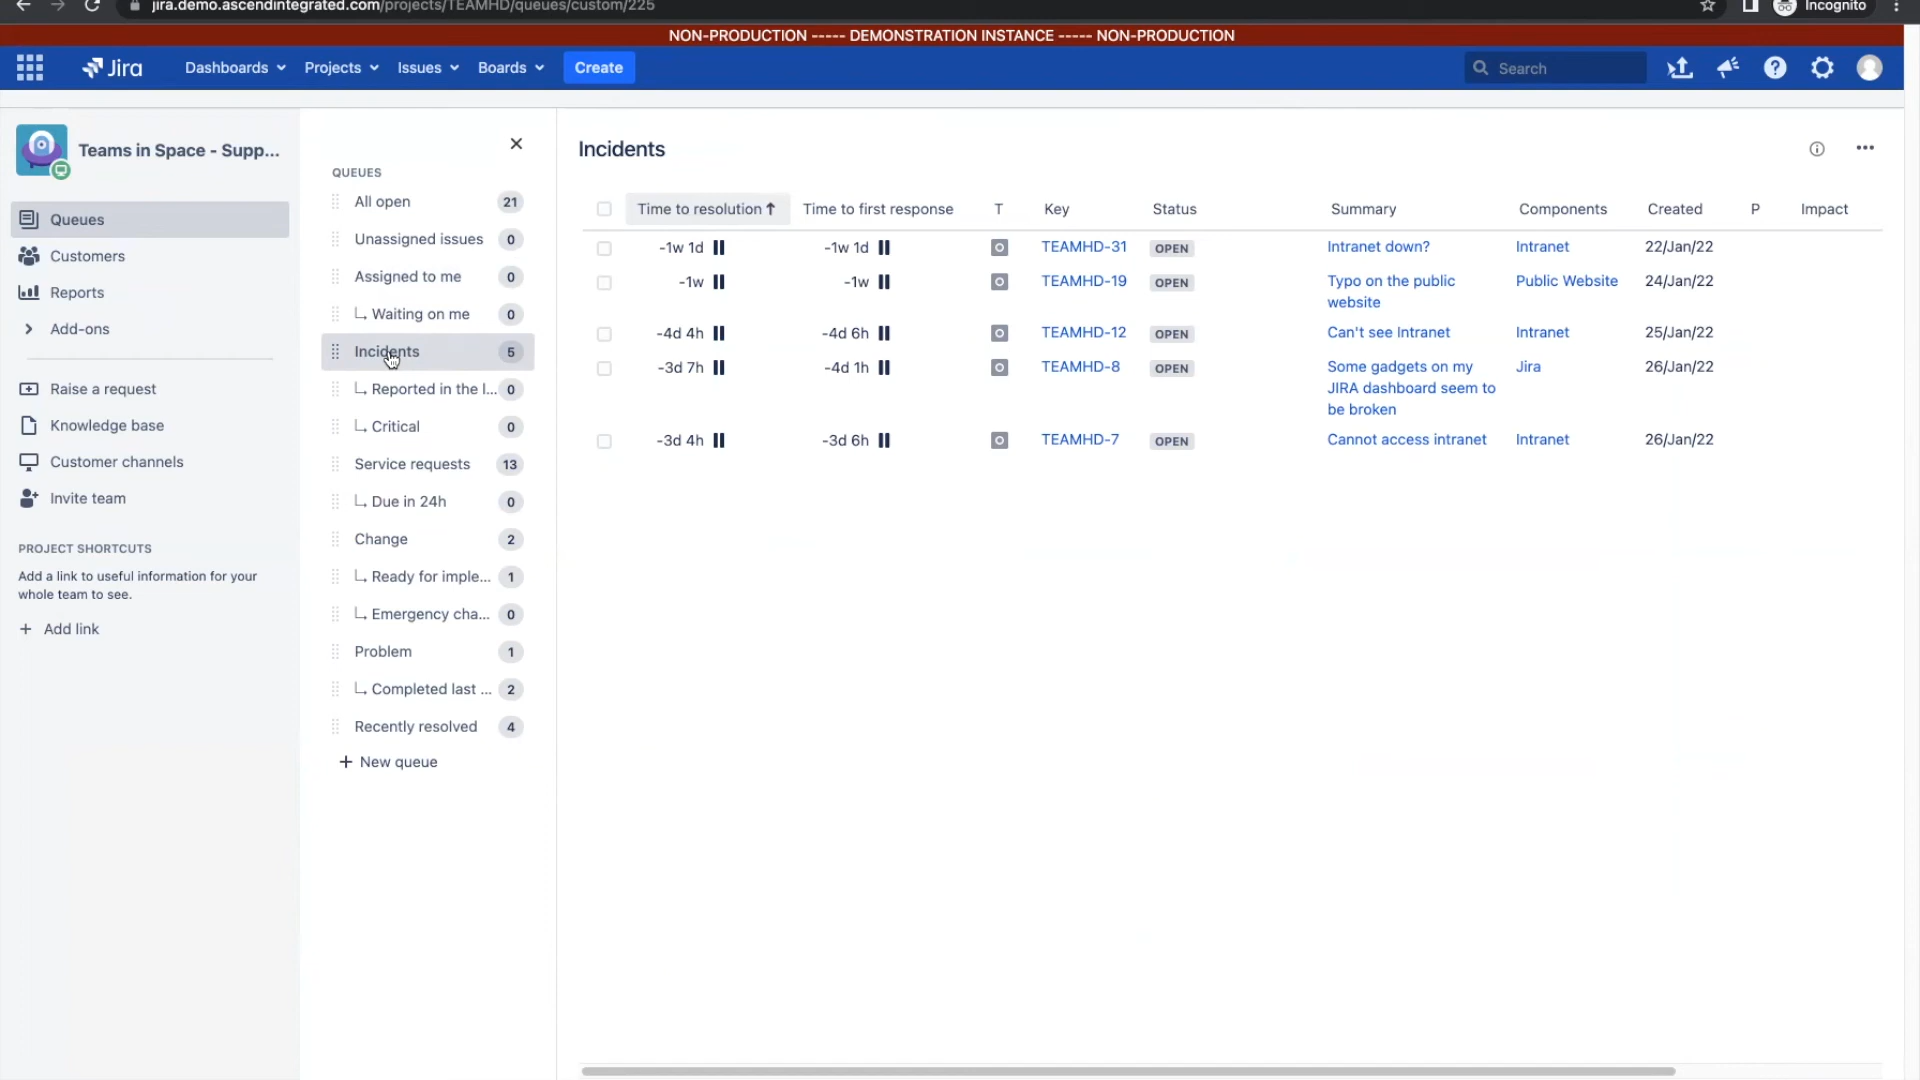 jira.demo.ascendintegrated.com/projects/TEAMHD/queues/custom/225
Incognito
NON-PRODUCTION ----- DEMONSTRATION INSTANCE ----- NON-PRODUCTION
Jira
Dashboards
Projects
Issues
Boards
Create
Search
Teams in Space - Supp...
Queues
Customers
Reports
Add-ons
Raise a request
Knowledge base
Customer channels
Invite team
PROJECT SHORTCUTS
Add a link to useful information for your
whole team to see.
+ Add link
QUEUES
All open 21
Unassigned issues 0
Assigned to me 0
Waiting on me 0
Incidents 5
Reported in the l... 0
Critical 0
Service requests 13
Due in 24h 0
Change 2
Ready for imple... 1
Emergency cha... 0
Problem 1
Completed last ... 2
Recently resolved 4
+ New queue
Incidents
Time to resolution↑ Time to first response T Key Status Summary Components Created P Impact
-1w 1d -1w 1d TEAMHD-31 OPEN Intranet down? Intranet 22/Jan/22
-1w -1w TEAMHD-19 OPEN Typo on the public Public Website 24/Jan/22
website
-4d 4h -4d 6h TEAMHD-12 OPEN Can't see Intranet Intranet 25/Jan/22
-3d 7h -4d 1h TEAMHD-8 OPEN Some gadgets on my Jira 26/Jan/22
JIRA dashboard seem to
be broken
-3d 4h -3d 6h TEAMHD-7 OPEN Cannot access intranet Intranet 26/Jan/22